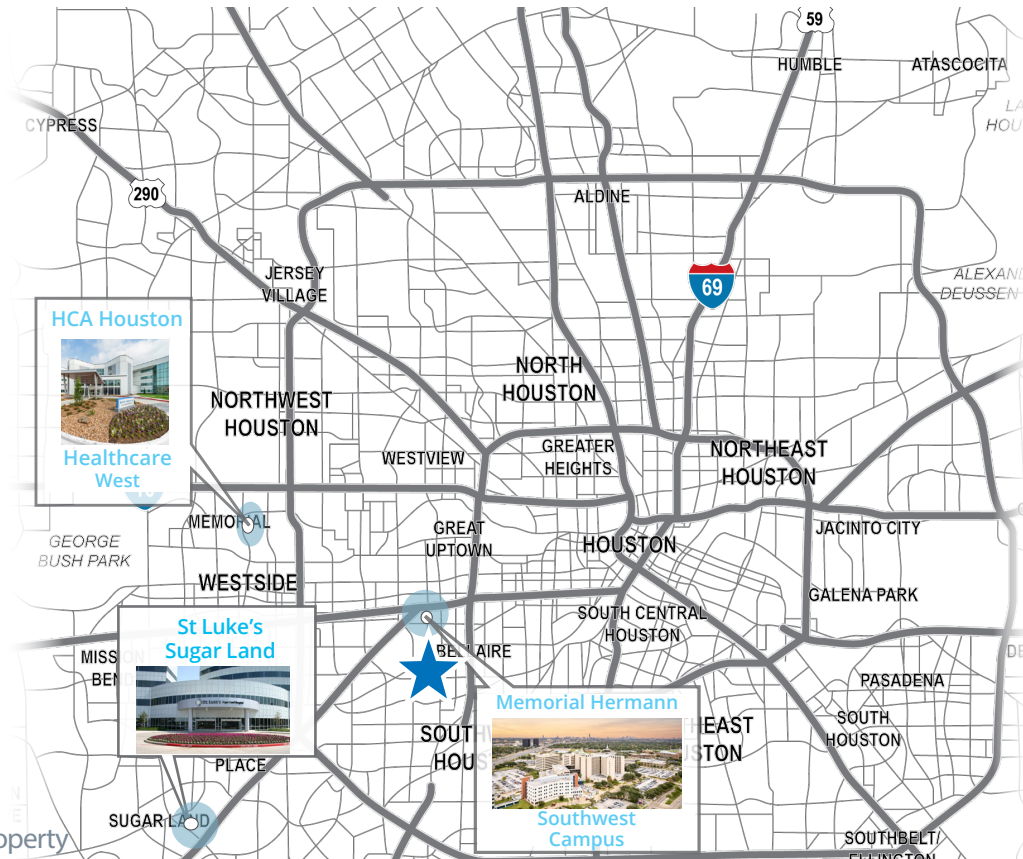 59
HUMBLE
ATASCOCITA
CYPRESS
290
ALDINE
JERSEY
VILLAGE
69
DEUSSEN
HCA Houston
Healthcare
West
NORTH
HOUSTON
NORTHWEST
HOUSTON
WESTVIEW
GREATER
HEIGHTS
NORTHEAST
HOUSTON
MEMORIAL
GEORGE
BUSH PARK
GREAT
UPTOWN
HOUSTON
JACINTO CITY
WESTSIDE
GALENA PARK
SOUTH CENTRAL
HOUSTON
St Luke's
Sugar Land
BELLAIRE
PASADENA
Memorial Hermann
Southwest
Campus
SOUTH
HOUSTON
PLACE
SUGAR LAND
SOUTHBELT/
ELLINGTON